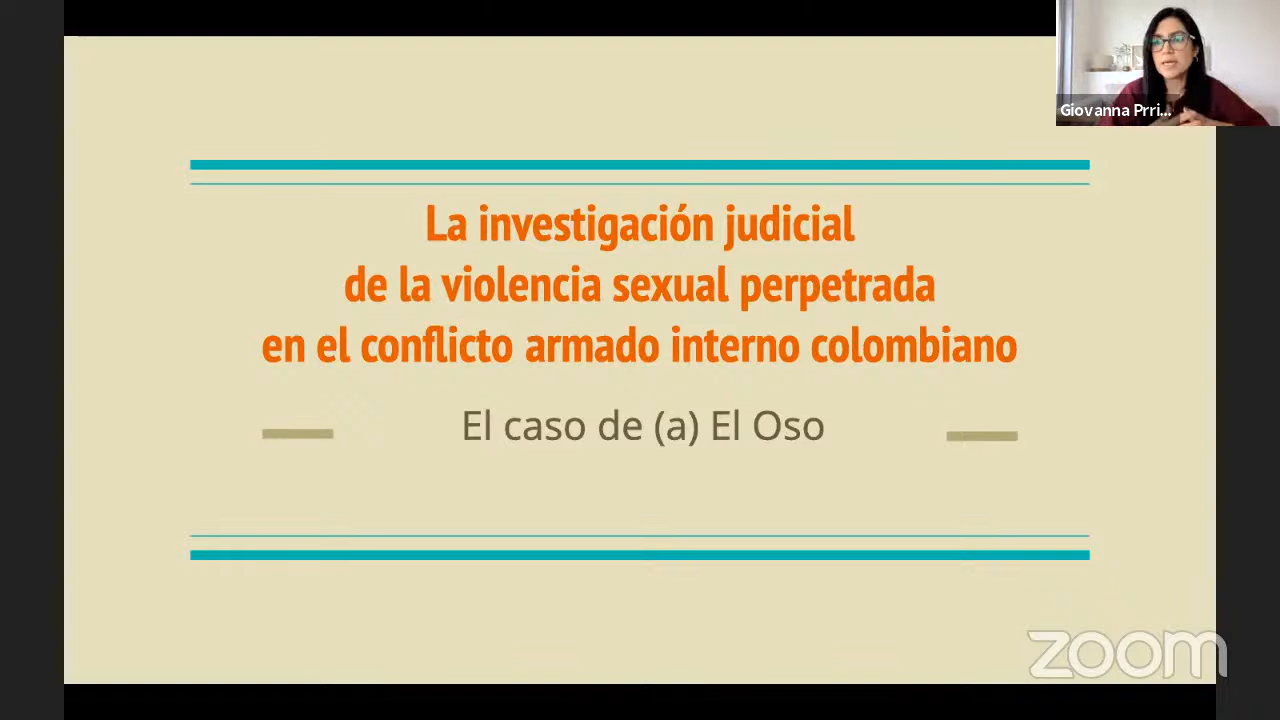 Giovanna Prri...
La investigación judicial
de la violencia sexual perpetrada
en el conflicto armado interno colombiano
El caso de (a) El Oso
zoom